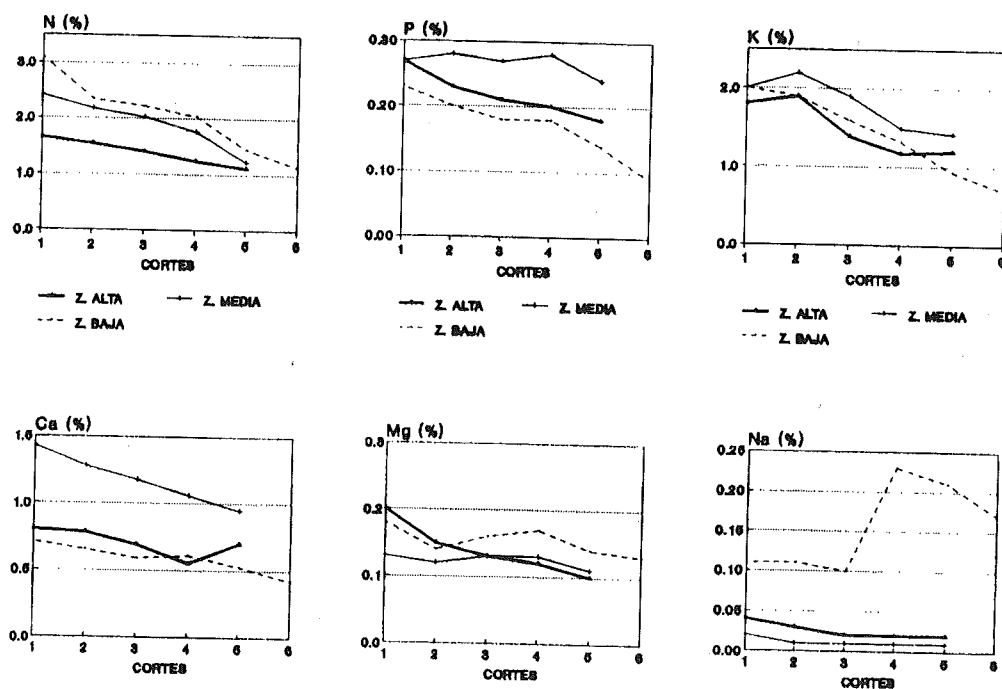 N (%)
3.0
2.0
1.0
0.0
1 2 3 4 5 6
CORTES
Z. ALTA Z. MEDIA
Z. BAJA
P (%)
0.30
0.20
0.10
0.00
1 2 3 4 5 6
CORTES
Z. ALTA Z. MEDIA
Z. BAJA
K (%)
2.0
1.0
0.0
1 2 3 4 5 6
CORTES
Z. ALTA Z. MEDIA
Z. BAJA
Ca (%)
1.5
1.0
0.5
0.0
1 2 3 4 5 6
CORTES
Mg (%)
0.3
0.2
0.1
0.0
1 2 3 4 5 6
CORTES
Na (%)
0.25
0.20
0.15
0.10
0.05
0.00
1 2 3 4 5 6
CORTES